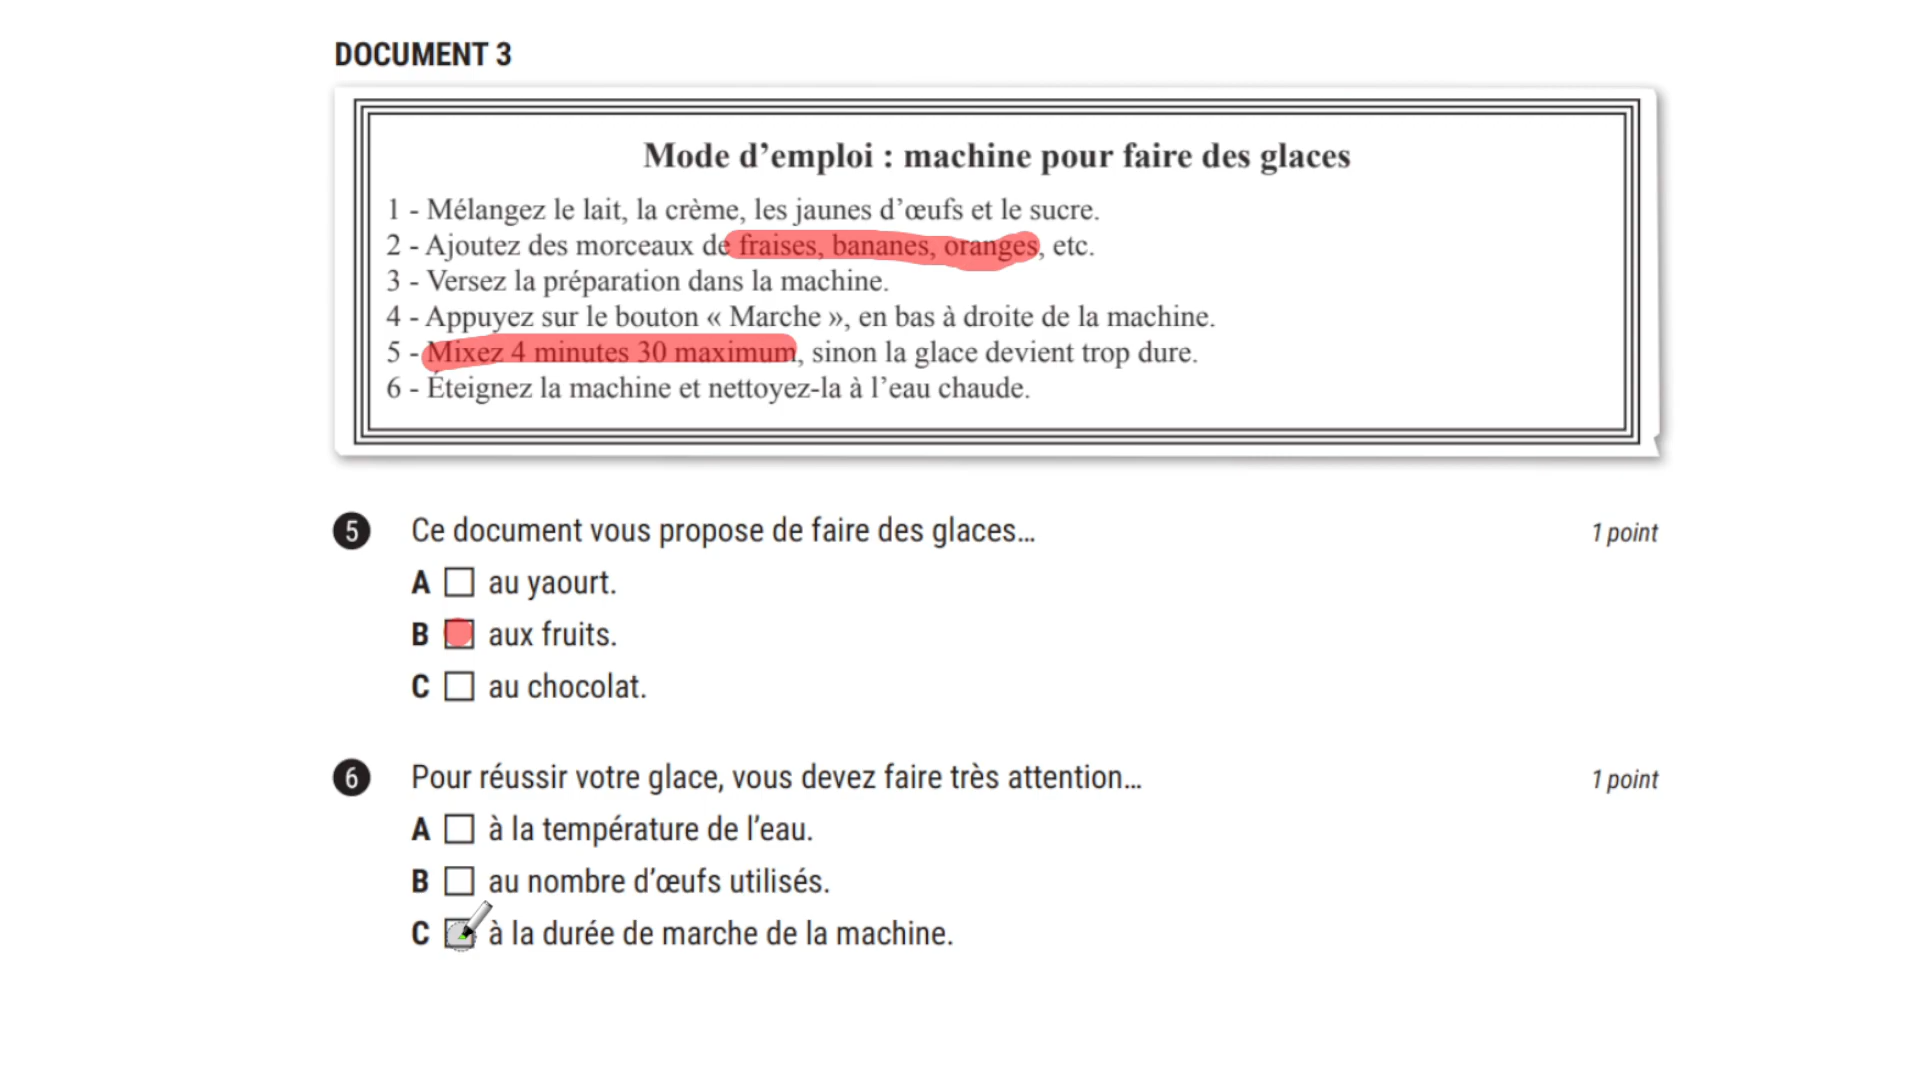 DOCUMENT 3
Mode d’emploi : machine pour faire des glaces
1 - Mélangez le lait, la crème, les jaunes d’œufs et le sucre.
2 - Ajoutez des morceaux de fraises, bananes, oranges, etc.
3 - Versez la préparation dans la machine.
4 - Appuyez sur le bouton « Marche », en bas à droite de la machine.
5 - Mixez 4 minutes 30 maximum, sinon la glace devient trop dure.
6 - Éteignez la machine et nettoyez-la à l’eau chaude.
5 Ce document vous propose de faire des glaces… 1 point
A au yaourt.
B aux fruits.
C au chocolat.
6 Pour réussir votre glace, vous devez faire très attention… 1 point
A à la température de l’eau.
B au nombre d’œufs utilisés.
C à la durée de marche de la machine.